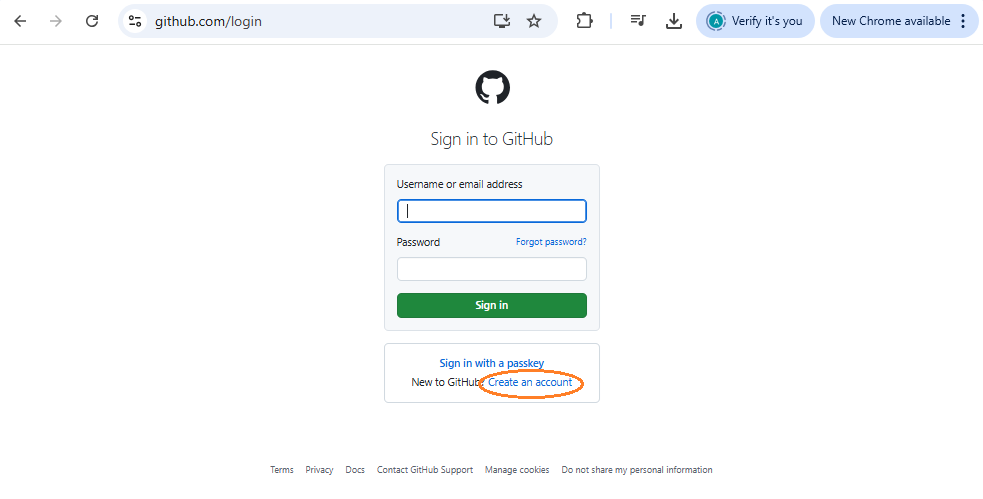 github.com/login
A
Verify it's you
New Chrome available
Sign in to GitHub
Username or email address
Password
Forgot password?
Sign in
Sign in with a passkey
New to GitHub? Create an account
Terms Privacy Docs Contact GitHub Support Manage cookies Do not share my personal information